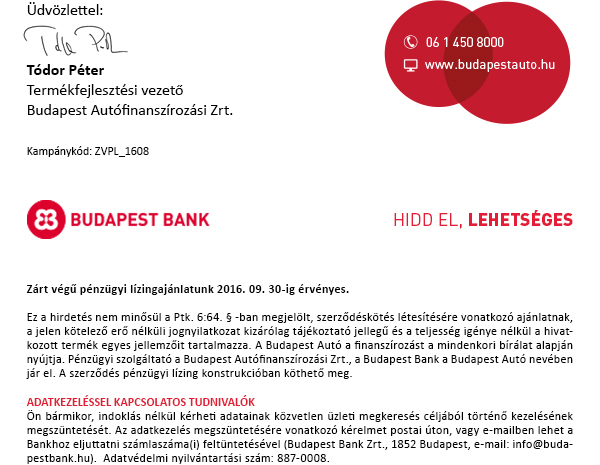 Üdvözlettel:
Tódor Péter
Termékfejlesztési vezető
Budapest Autófinanszírozási Zrt.
06 1 450 8000
www.budapestauto.hu
Kampánykód: ZVPL_1608
BUDAPEST BANK
HIDD EL, LEHETSÉGES
Zárt végű pénzügyi lízingajánlatunk 2016. 09. 30-ig érvényes.
Ez a hirdetés nem minősül a Ptk. 6:64. § -ban megjelölt, szerződéskötés létesítésére vonatkozó ajánlatnak,
a jelen kötelező erő nélküli jognyilatkozat kizárólag tájékoztató jellegű és a teljesség igénye nélkül a hivat-
kozott termék egyes jellemzőit tartalmazza. A Budapest Autó a finanszírozást a mindenkori bírálat alapján
nyújtja. Pénzügyi szolgáltató a Budapest Autófinanszírozási Zrt., a Budapest Bank a Budapest Autó nevében
jár el. A szerződés pénzügyi lízing konstrukcióban köthető meg.
ADATKEZELÉSSEL KAPCSOLATOS TUDNIVALÓK
Ön bármikor, indoklás nélkül kérheti adatainak közvetlen üzleti megkeresés céljából történő kezelésének
megszüntetését. Az adatkezelés megszüntetésére vonatkozó kérelmet postai úton, vagy e-mailben lehet a
Bankhoz eljuttatni számlaszáma(i) feltüntetésével (Budapest Bank Zrt., 1852 Budapest, e-mail: info@buda-
pestbank.hu). Adatvédelmi nyilvántartási szám: 887-0008.